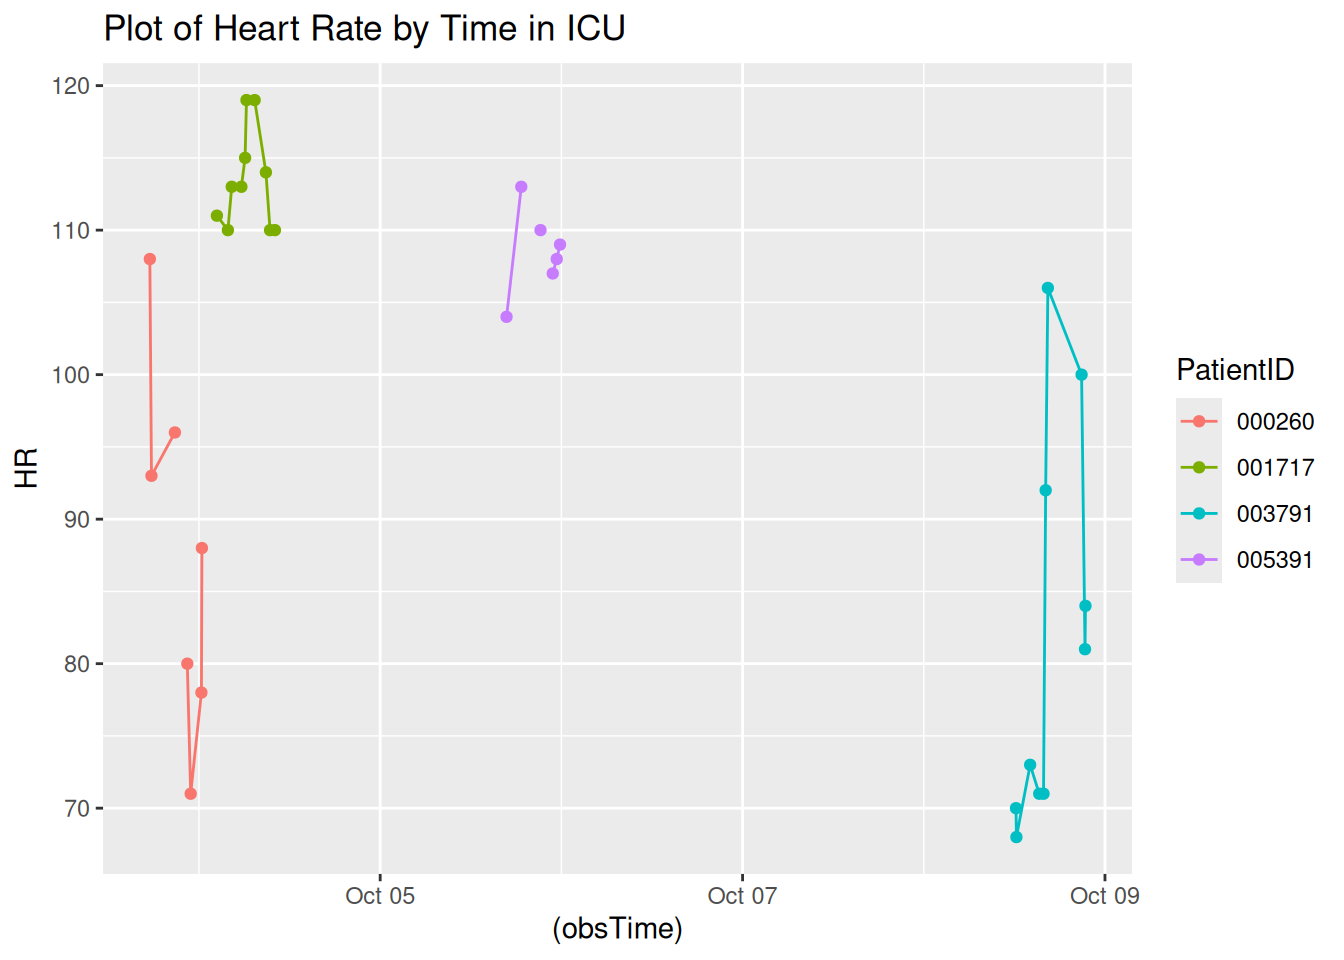 Plot of Heart Rate by Time in ICU
120
110
100
90
80
70
HR
Oct 05
Oct 07
Oct 09
(obsTime)
PatientID
000260
001717
003791
005391